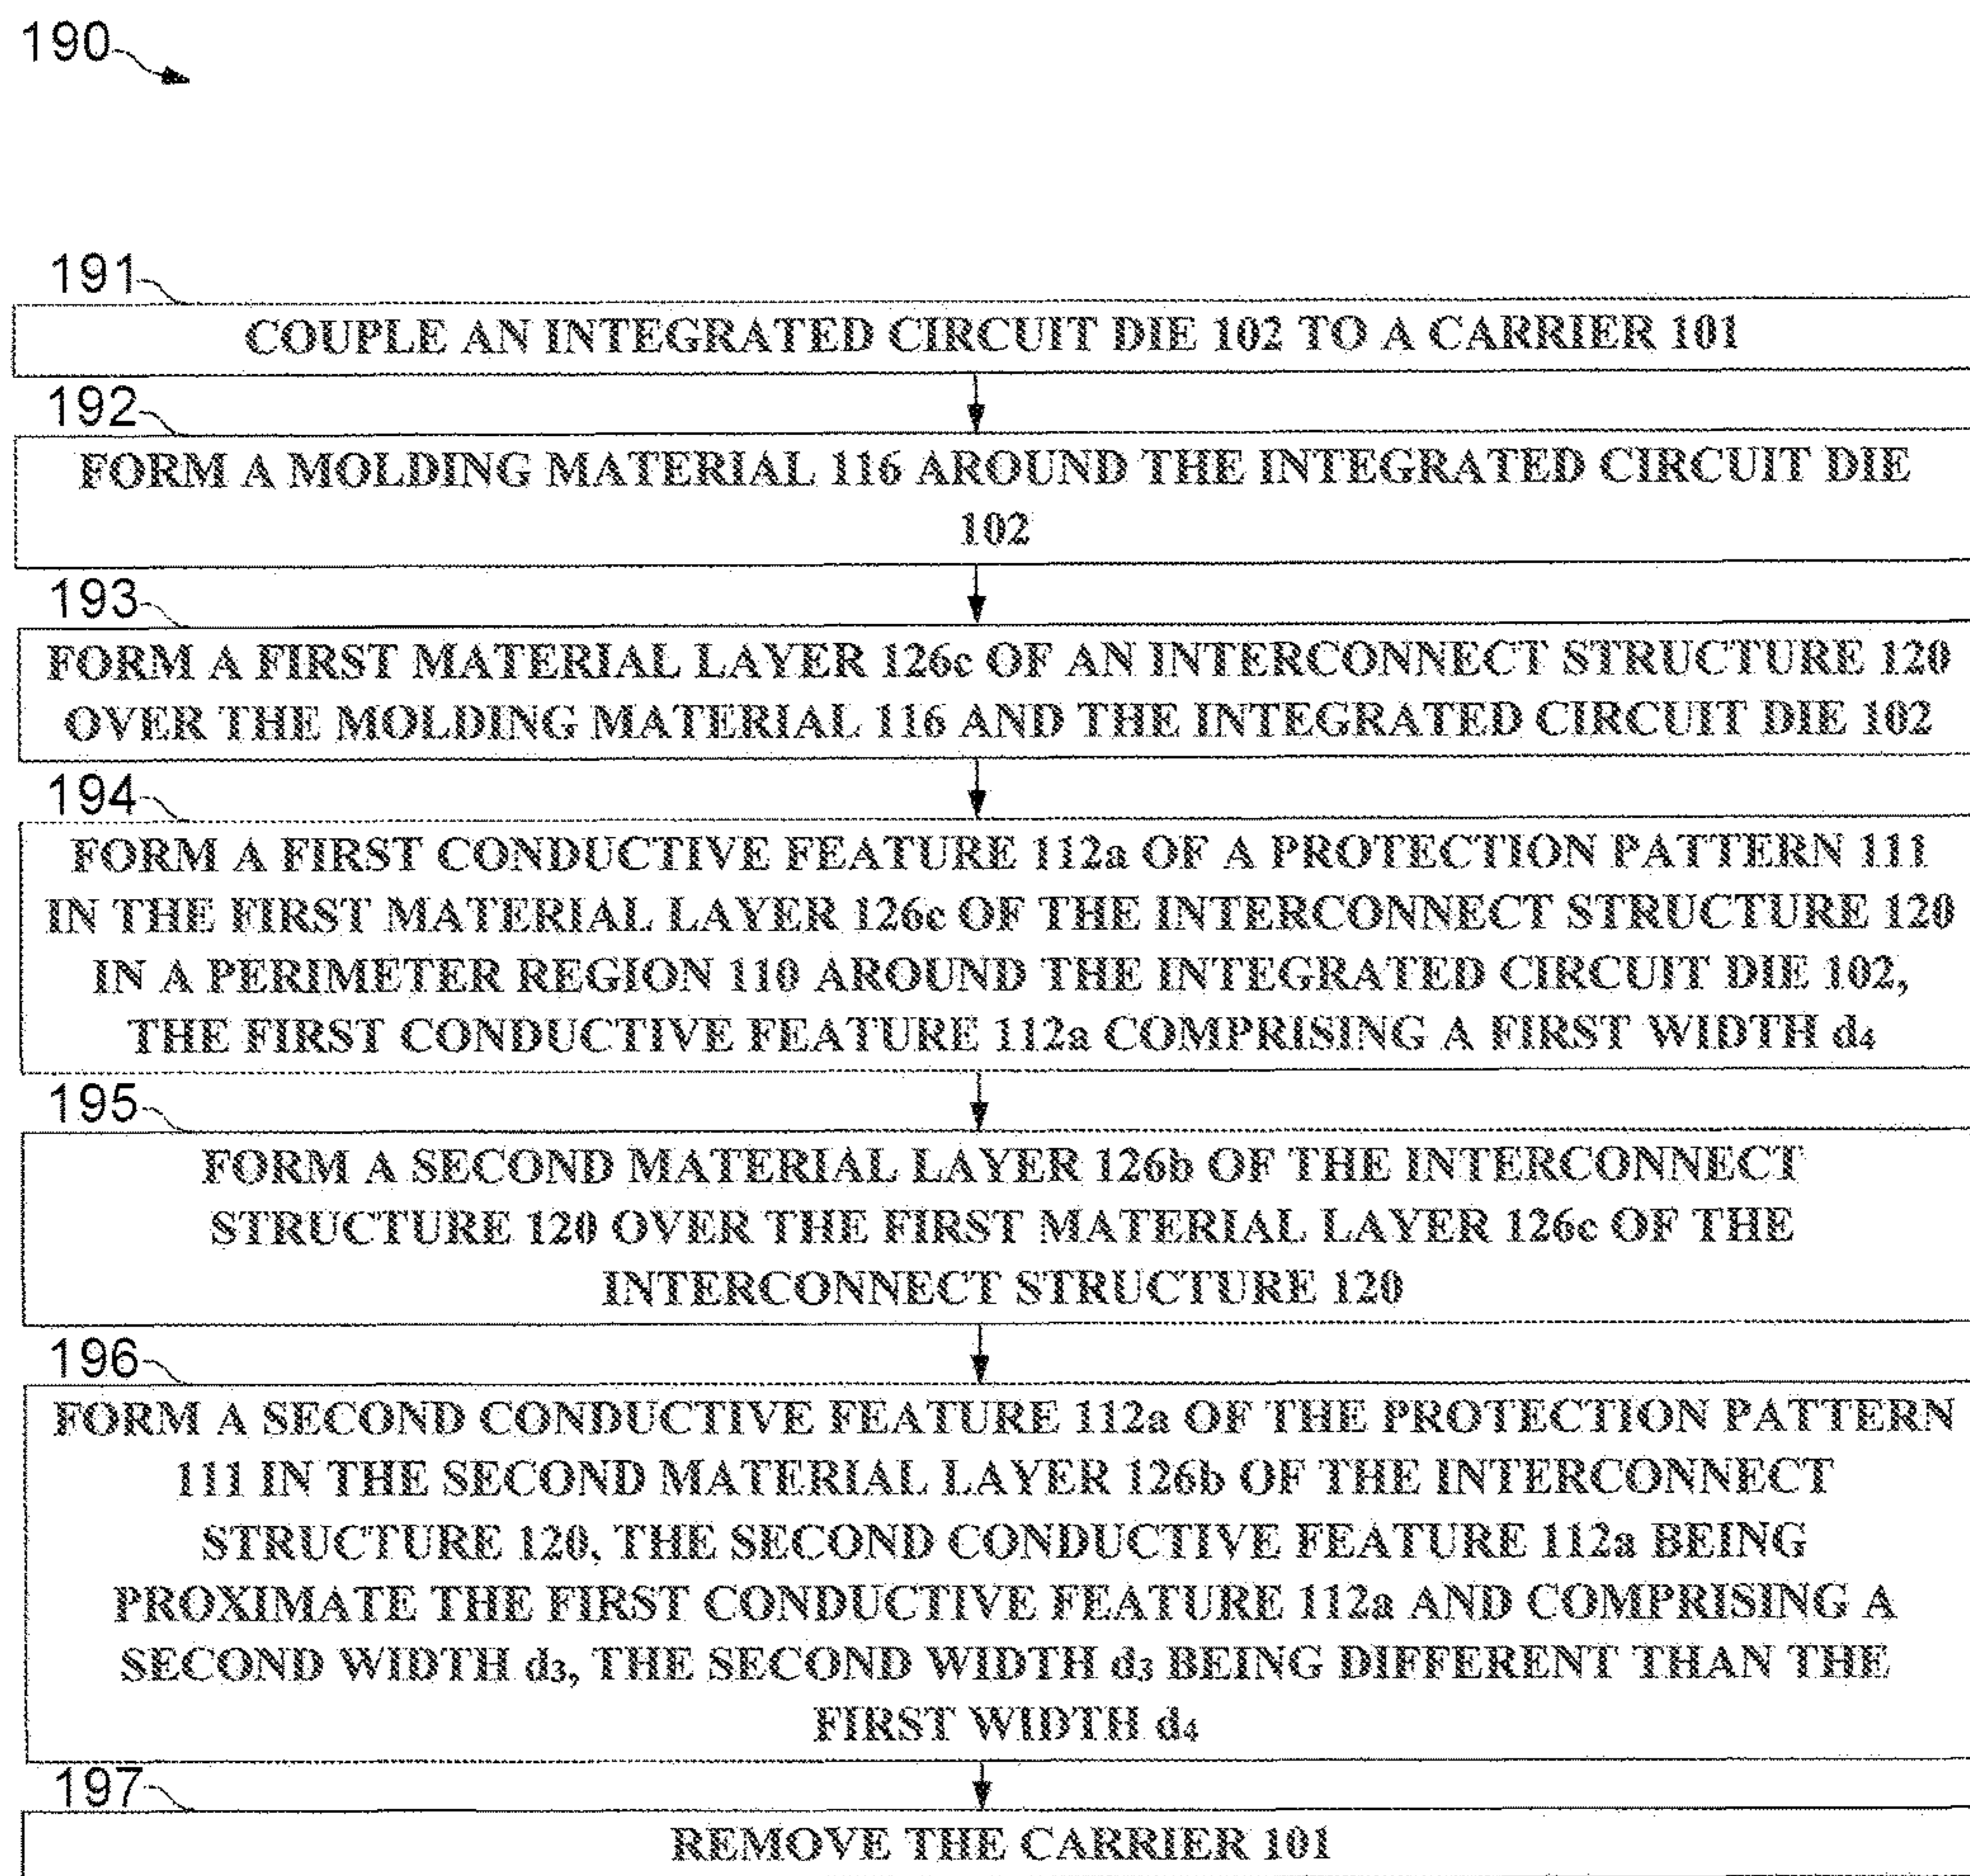 190
191
COUPLE AN INTEGRATED CIRCUIT DIE 102 TO A CARRIER 101
192
FORM A MOLDING MATERIAL 116 AROUND THE INTEGRATED CIRCUIT DIE
102
193
FORM A FIRST MATERIAL LAYER 126c OF AN INTERCONNECT STRUCTURE 120
OVER THE MOLDING MATERIAL 116 AND THE INTEGRATED CIRCUIT DIE 102
194
FORM A FIRST CONDUCTIVE FEATURE 112a OF A PROTECTION PATTERN 111
IN THE FIRST MATERIAL LAYER 126c OF THE INTERCONNECT STRUCTURE 120
IN A PERIMETER REGION 110 AROUND THE INTEGRATED CIRCUIT DIE 102,
THE FIRST CONDUCTIVE FEATURE 112a COMPRISING A FIRST WIDTH d₄
195
FORM A SECOND MATERIAL LAYER 126b OF THE INTERCONNECT
STRUCTURE 120 OVER THE FIRST MATERIAL LAYER 126c OF THE
INTERCONNECT STRUCTURE 120
196
FORM A SECOND CONDUCTIVE FEATURE 112a OF THE PROTECTION PATTERN
111 IN THE SECOND MATERIAL LAYER 126b OF THE INTERCONNECT
STRUCTURE 120, THE SECOND CONDUCTIVE FEATURE 112a BEING
PROXIMATE THE FIRST CONDUCTIVE FEATURE 112a AND COMPRISING A
SECOND WIDTH d₃, THE SECOND WIDTH d₃ BEING DIFFERENT THAN THE
FIRST WIDTH d₄
197
REMOVE THE CARRIER 101